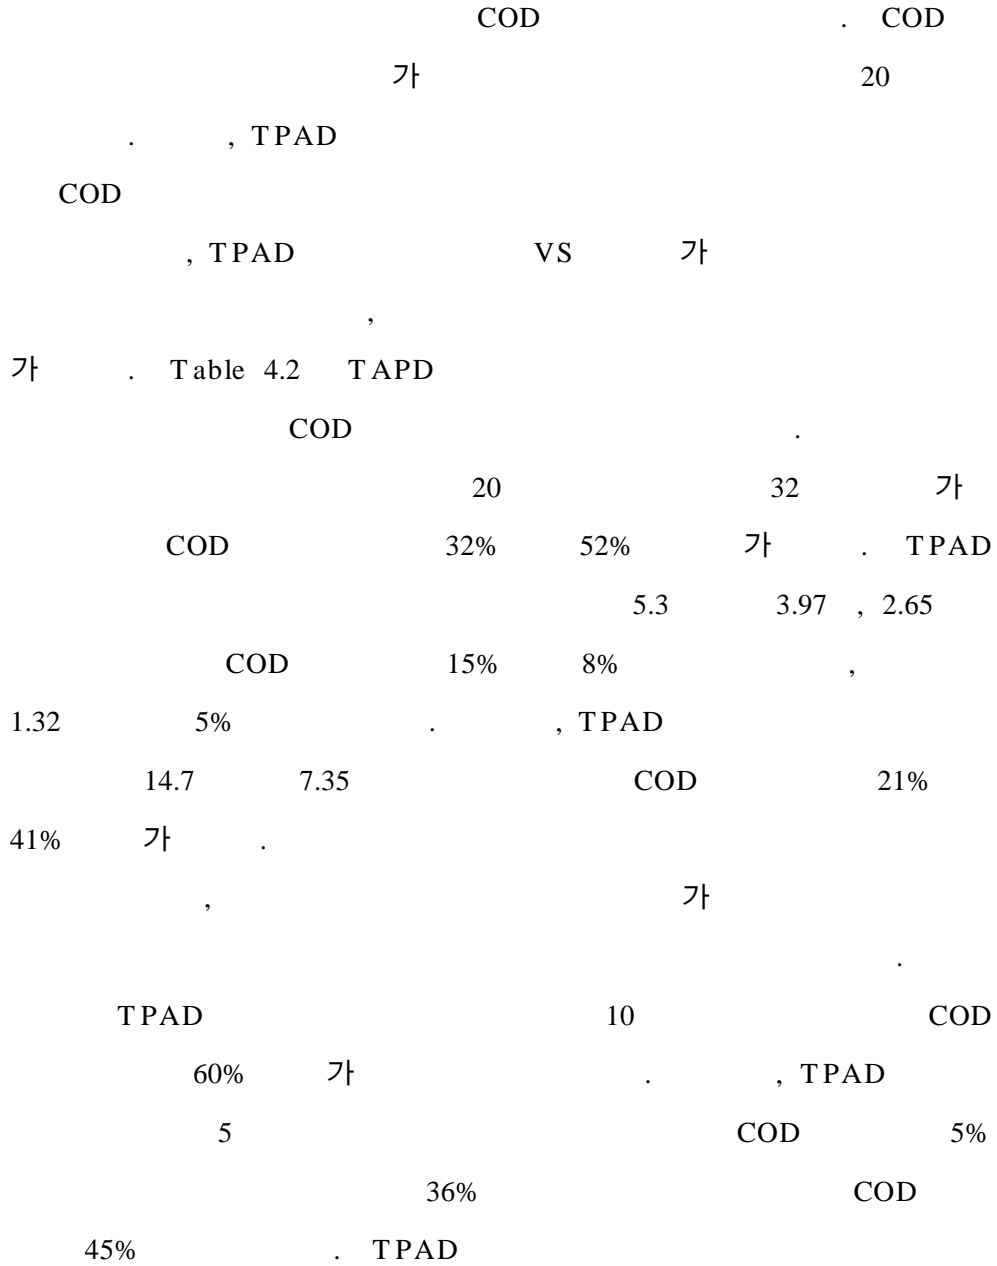 COD . COD
가 20
. , TPAD
COD
, TPAD VS 가
,
가 . Table 4.2 TAPD
COD .
20 32 가
COD 32% 52% 가 . TPAD
5.3 3.97 , 2.65
COD 15% 8% ,
1.32 5% . , TPAD
14.7 7.35 COD 21%
41% 가 .
, 가
.
TPAD 10 COD
60% 가 . , TPAD
5 COD 5%
36% COD
45% . TPAD